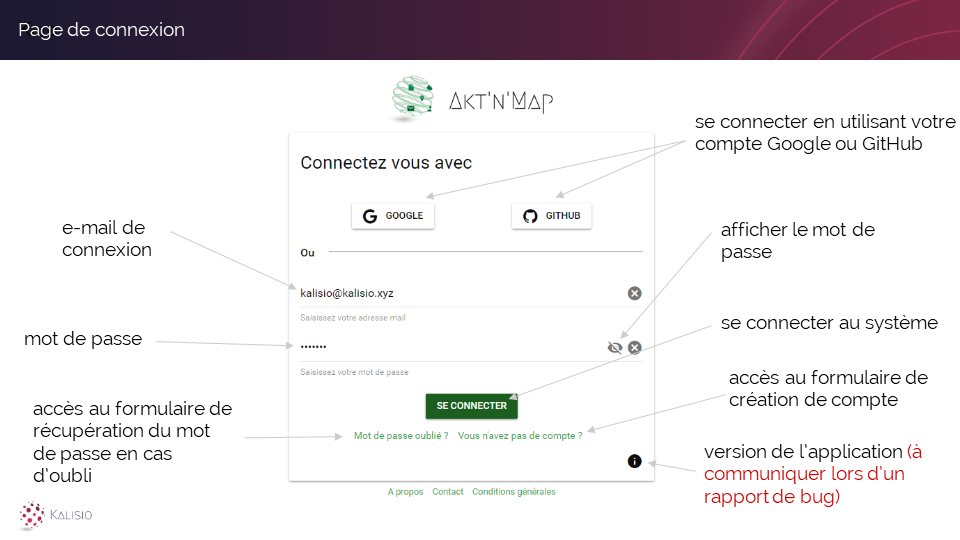 Page de connexion
AKT'N'MAP
se connecter en utilisant votre
compte Google ou GitHub
Connectez vous avec
GOOGLE
GITHUB
e-mail de
connexion
afficher le mot de
passe
Ou
kalisio@kalisio.xyz
Saisissez votre adresse mail
se connecter au système
mot de passe
•••••••
Saisissez votre mot de passe
accès au formulaire de
création de compte
SE CONNECTER
accès au formulaire de
récupération du mot
de passe en cas
d'oubli
Mot de passe oublié ? Vous n'avez pas de compte ?
version de l'application (à
communiquer lors d'un
rapport de bug)
A propos Contact Conditions générales
KALISIO